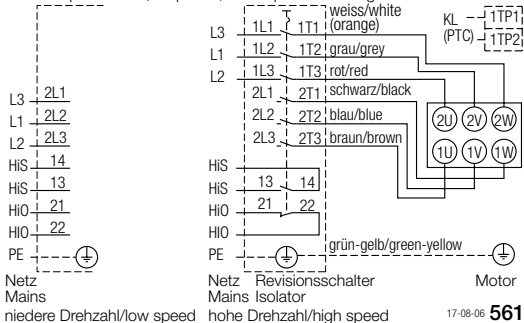 weiss/white
L3 1L1 1T1 (orange)
L1 1L2 1T2 grau/grey
L2 1L3 1T3 rot/red
2L1 2T1 schwarz/black
2L2 2T2 blau/blue
2L3 2T3 braun/brown
KL 1TP1
(PTC) 1TP2
2U 2V 2W
1U 1V 1W
L3 2L1
L1 2L2
L2 2L3
HiS 14
HiS 13
Hi0 21
HI0 22
PE
HiS
HiS 13 14
Hi0 21 22
HI0
PE
grün-gelb/green-yellow
Netz
Mains
niedere Drehzahl/low speed
Netz Revisionsschalter
Mains Isolator
hohe Drehzahl/high speed
Motor
17-08-06 561